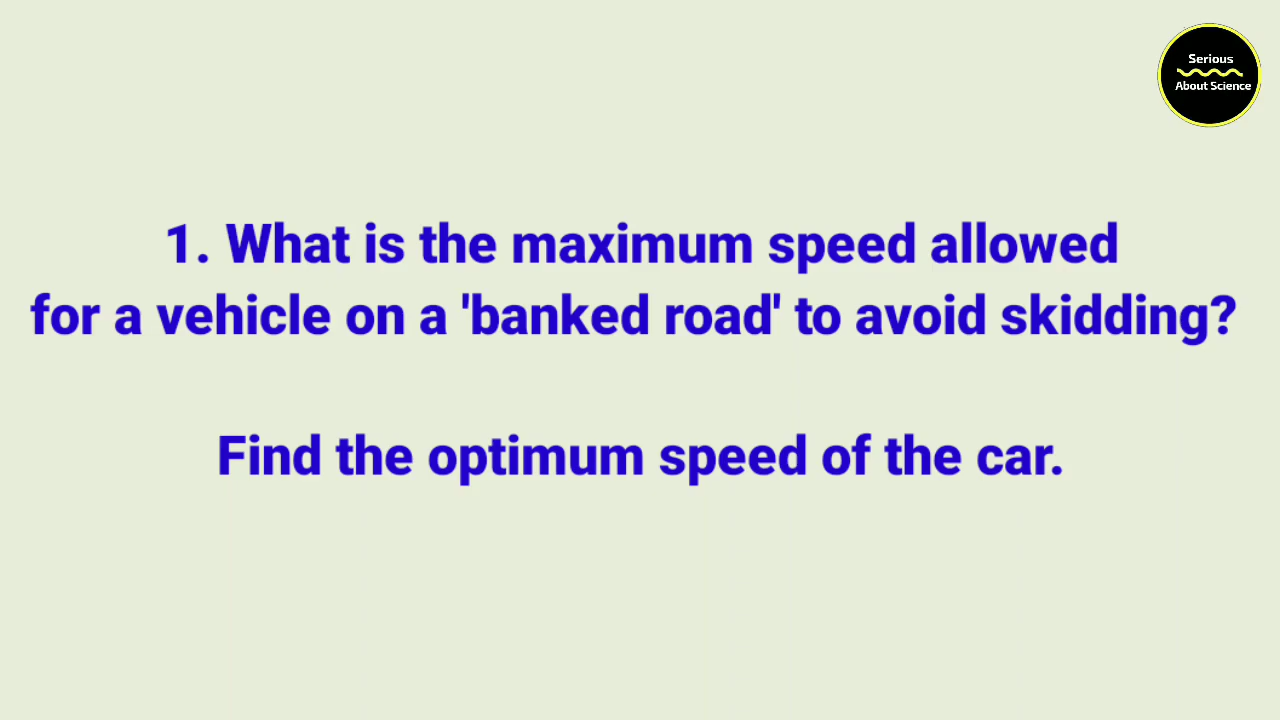 Serious
About Science
1. What is the maximum speed allowed
for a vehicle on a 'banked road' to avoid skidding?
Find the optimum speed of the car.